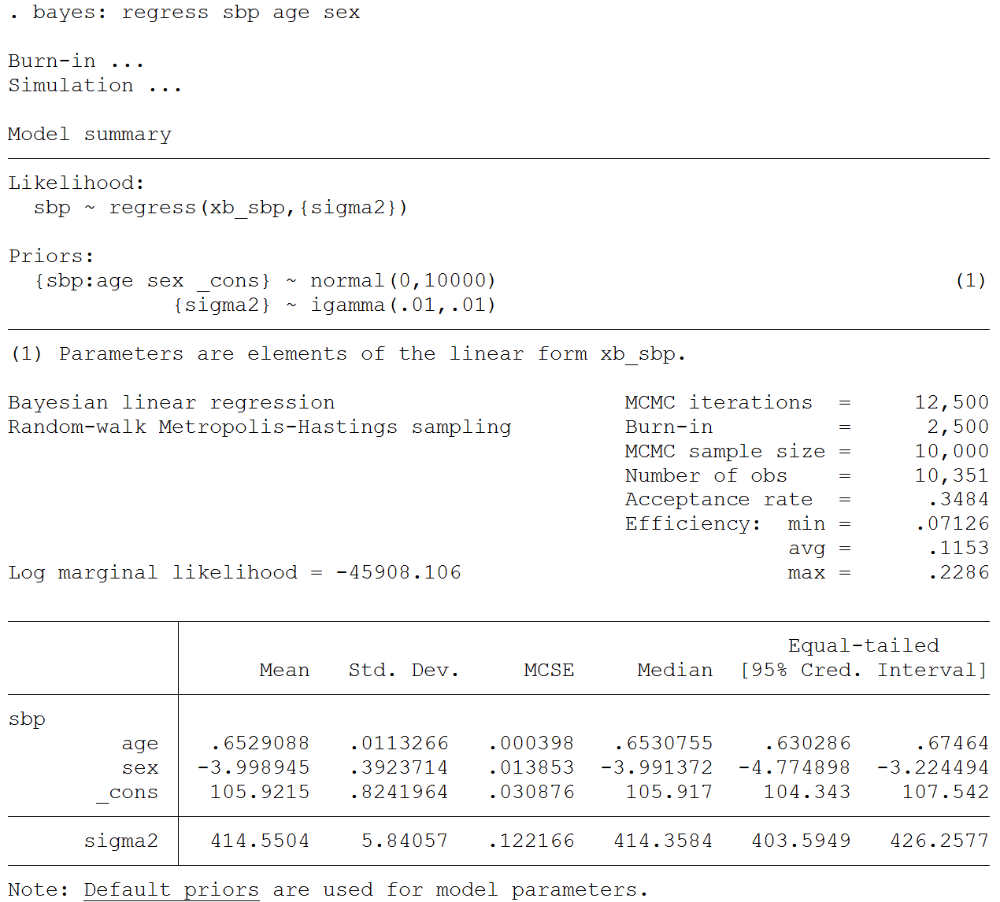 . bayes: regress sbp age sex
Burn-in ...
Simulation ...
Model summary
Likelihood:
  sbp ~ regress(xb_sbp,{sigma2})
Priors:
  {sbp:age sex _cons} ~ normal(0,10000)                                    (1)
             {sigma2} ~ igamma(.01,.01)
(1) Parameters are elements of the linear form xb_sbp.
Bayesian linear regression                       MCMC iterations  =     12,500
Random-walk Metropolis-Hastings sampling         Burn-in          =      2,500
                                                 MCMC sample size =     10,000
                                                 Number of obs    =     10,351
                                                 Acceptance rate  =      .3484
                                                 Efficiency:  min =     .07126
                                                              avg =      .1153
Log marginal likelihood = -45908.106                          max =      .2286
                                                              Equal-tailed
                    Mean   Std. Dev.     MCSE     Median  [95% Cred. Interval]
sbp
         age    .6529088   .0113266   .000398   .6530755    .630286     .67464
         sex   -3.998945   .3923714   .013853  -3.991372  -4.774898  -3.224494
       _cons    105.9215   .8241964   .030876    105.917    104.343    107.542
      sigma2    414.5504    5.84057   .122166   414.3584   403.5949   426.2577
Note: Default priors are used for model parameters.